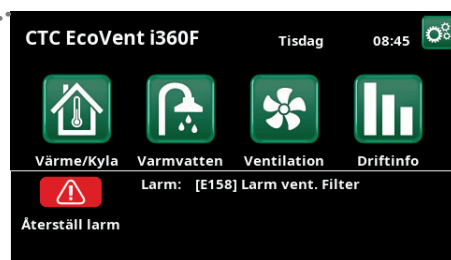 CTC EcoVent i360F Tisdag 08:45
Värme/Kyla Varmvatten Ventilation Driftinfo
Larm: [E158] Larm vent. Filter
Återställ larm